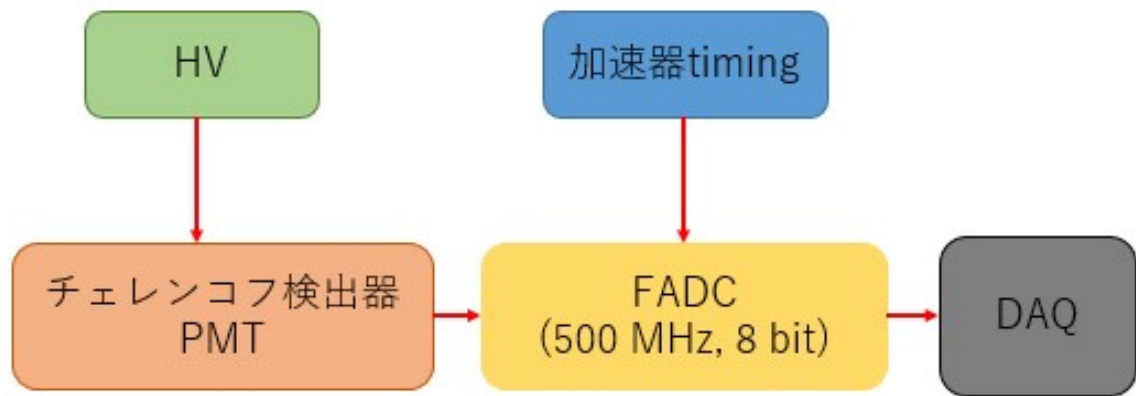 HV
加速器timing
チェレンコフ検出器
PMT
FADC
(500 MHz, 8 bit)
DAQ